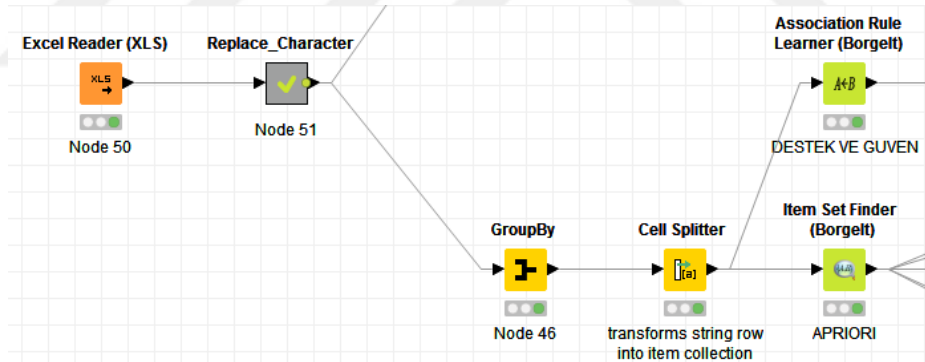 Excel Reader (XLS)
XLS
Node 50
Replace_Character
Node 51
GroupBy
Node 46
Cell Splitter
[a]
transforms string row
into item collection
Association Rule
Learner (Borgelt)
A←B
DESTEK VE GUVEN
Item Set Finder
(Borgelt)
APRIORI